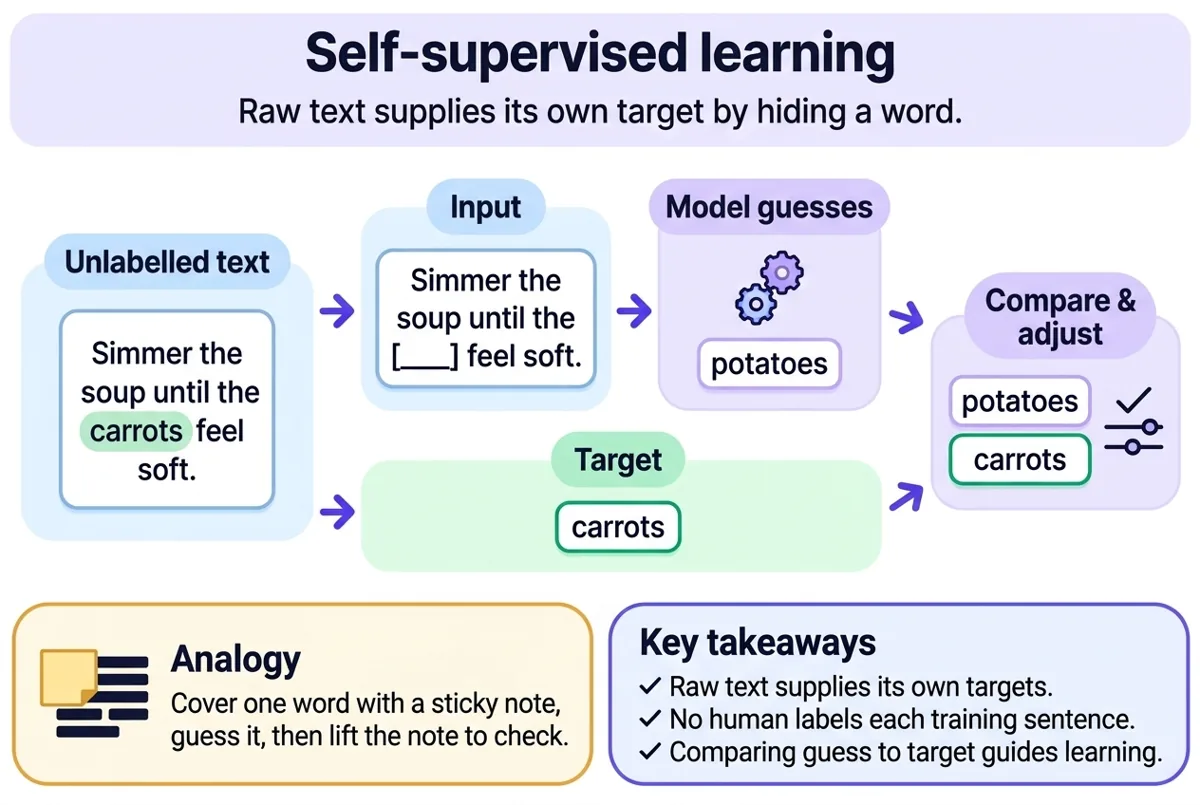 Self-supervised learning
Raw text supplies its own target by hiding a word.
Unlabelled text
Simmer the
soup until the
carrots feel
soft.
Input
Simmer the
soup until the
[___] feel soft.
Model guesses
potatoes
Target
carrots
Compare &
adjust
potatoes
carrots
Analogy
Cover one word with a sticky note,
guess it, then lift the note to check.
Key takeaways
✓ Raw text supplies its own targets.
✓ No human labels each training sentence.
✓ Comparing guess to target guides learning.